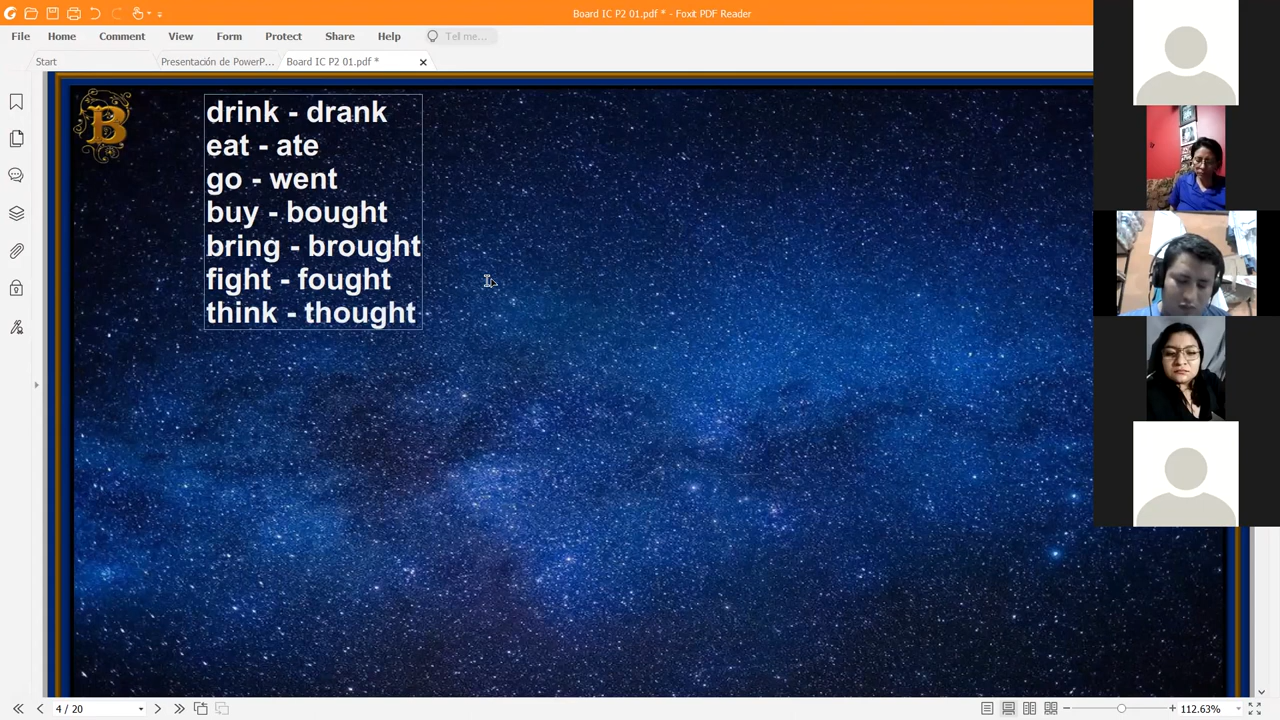 Board IC P2 01.pdf * - Foxit PDF Reader
File Home Comment View Form Protect Share Help Tell me...
Start Presentación de PowerP... Board IC P2 01.pdf *
B
drink - drank
eat - ate
go - went
buy - bought
bring - brought
fight - fought
think - thought
4 / 20
112.63%